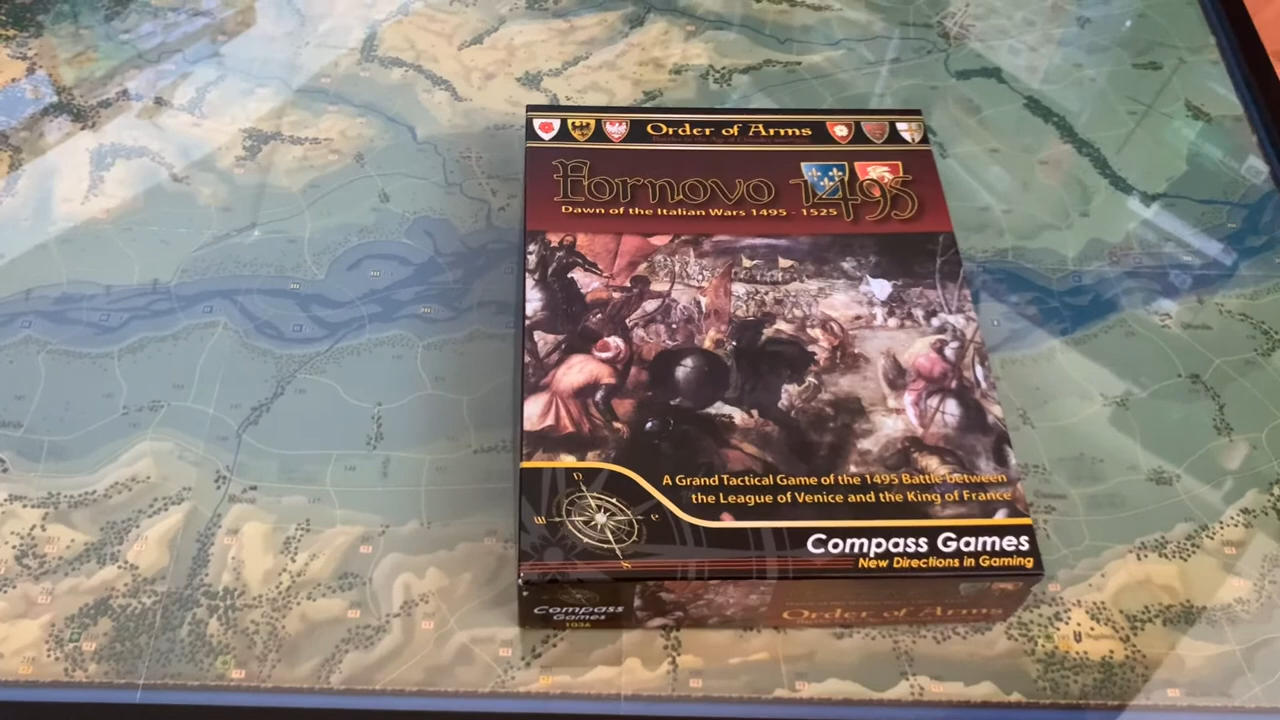 Order of Arms
Fornovo 1495
Dawn of the Italian Wars 1495 - 1525
A Grand Tactical Game of the 1495 Battle between
the League of Venice and the King of France
Compass Games
New Directions in Gaming
Compass
Games
1036
Order of Arms